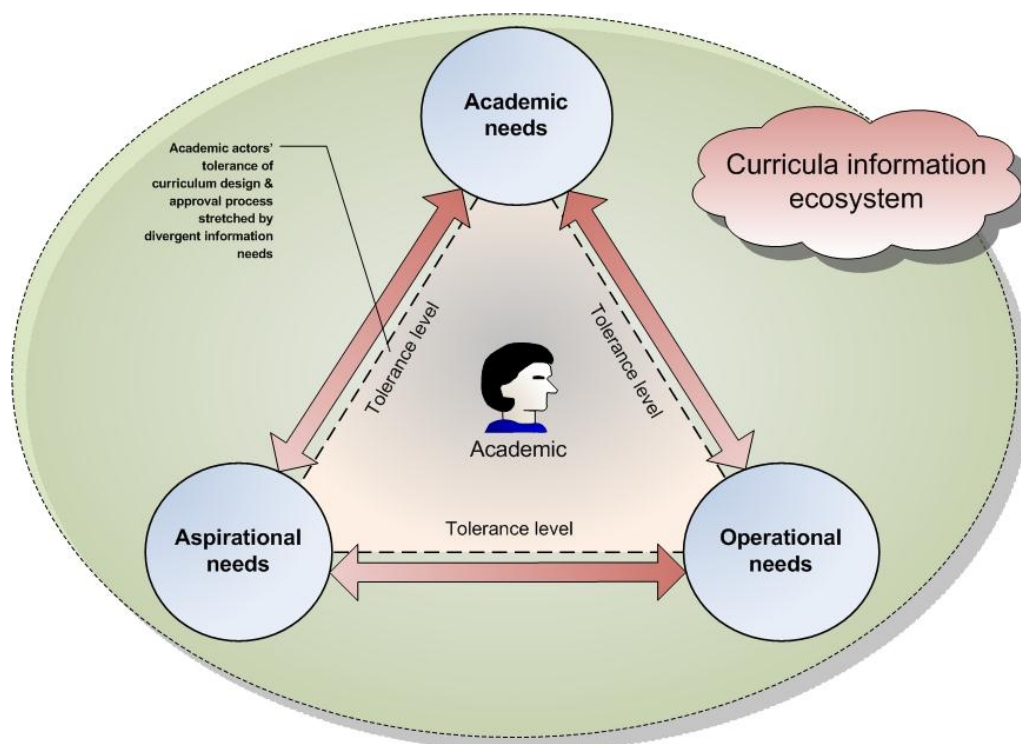 Academic
needs
Academic actors'
tolerance of
curriculum design &
approval process
stretched by
divergent information
needs
Curricula information
ecosystem
Tolerance level
Tolerance level
Academic
Aspirational
needs
Tolerance level
Operational
needs